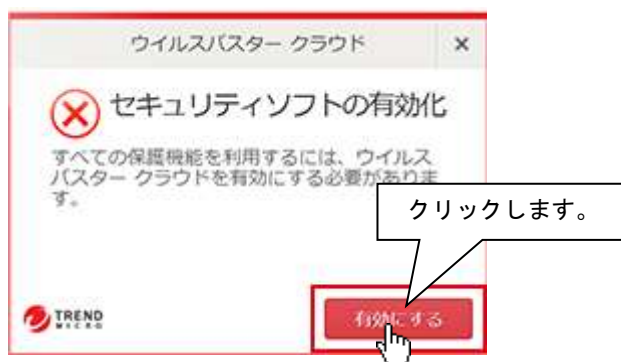 ウイルスバスター クラウド ×
セキュリティソフトの有効化
すべての保護機能を利用するには、ウイルス
バスター クラウドを有効にする必要がありま
す。
クリックします。
TREND
MICRO
有効にする